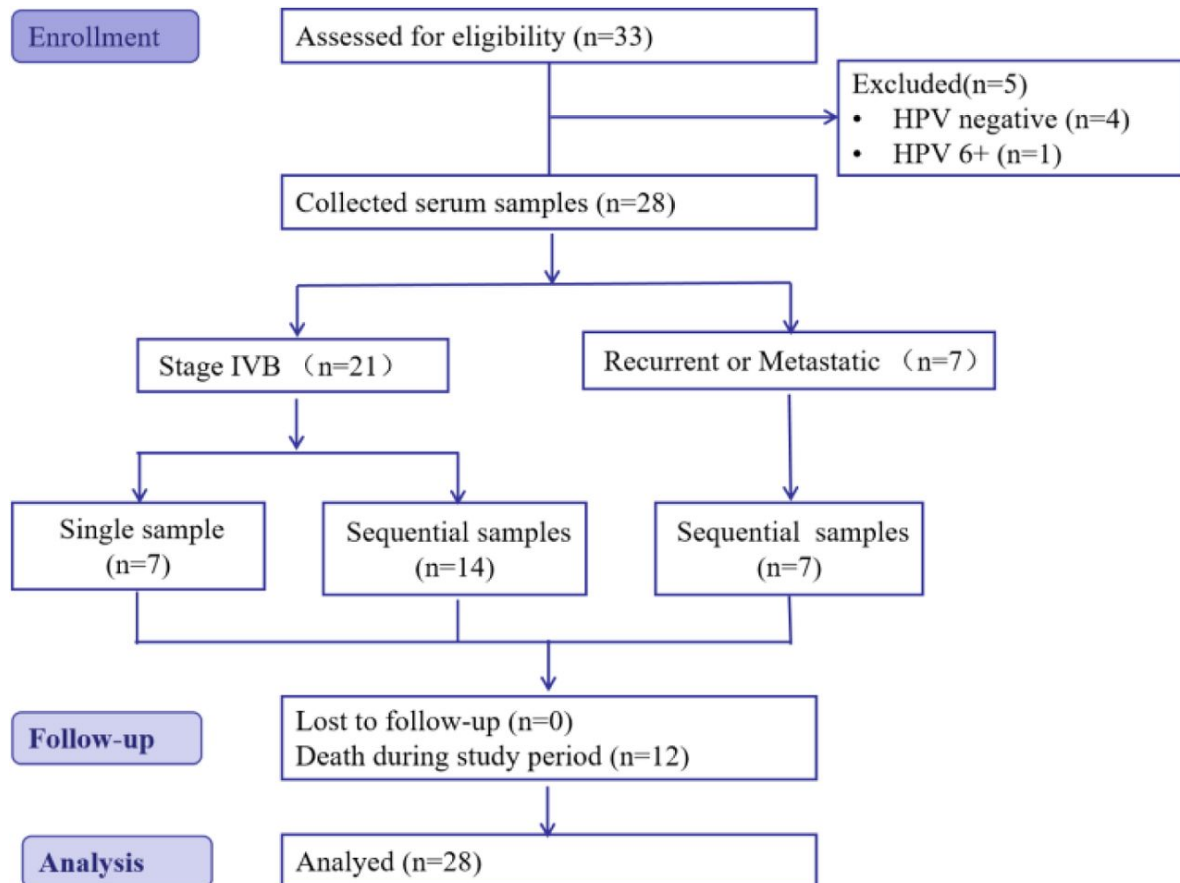 Enrollment
Assessed for eligibility (n=33)
Excluded(n=5)
• HPV negative (n=4)
• HPV 6+ (n=1)
Collected serum samples (n=28)
Stage IVB （n=21）
Recurrent or Metastatic （n=7）
Single sample
(n=7)
Sequential samples
(n=14)
Sequential samples
(n=7)
Follow-up
Lost to follow-up (n=0)
Death during study period (n=12)
Analysis
Analyed (n=28)